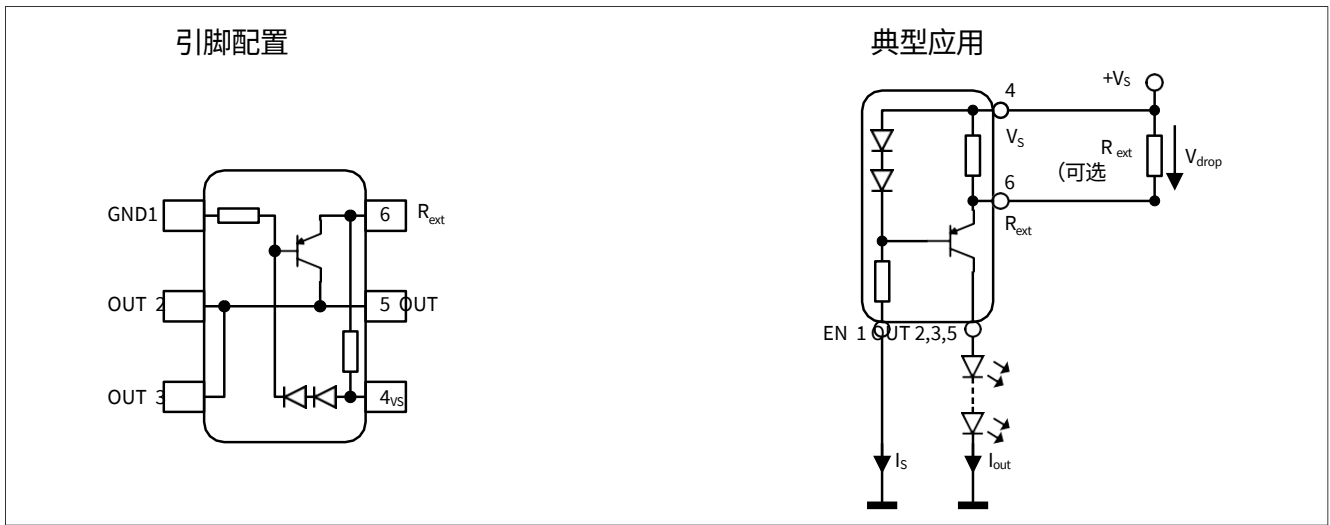 引脚配置
GND1
OUT 2
OUT 3
6 Rext
5 OUT
4VS
典型应用
+VS
4
VS
Rext
(可选
Vdrop
6
Rext
EN 1 OUT 2,3,5
IS
Iout